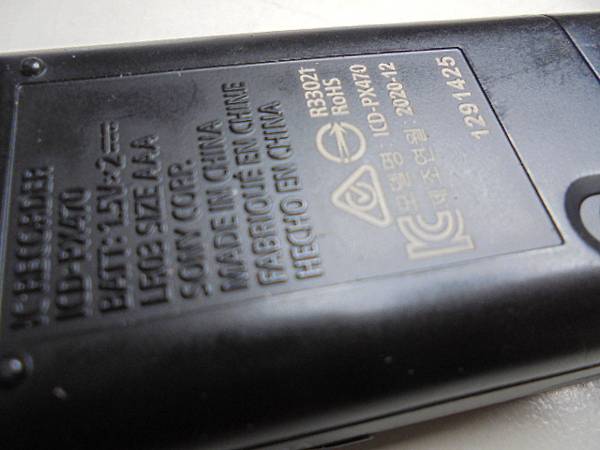 IC RECORDER
ICD-PX470
BATT: 1.5V×2
LR03 SIZE AAA
SONY CORP.
MADE IN CHINA
FABRIQUÉ EN CHINE
HECHO EN CHINA
R33021
RoHS
모델명 : ICD-PX470
제조연월 : 2020-12
1291425